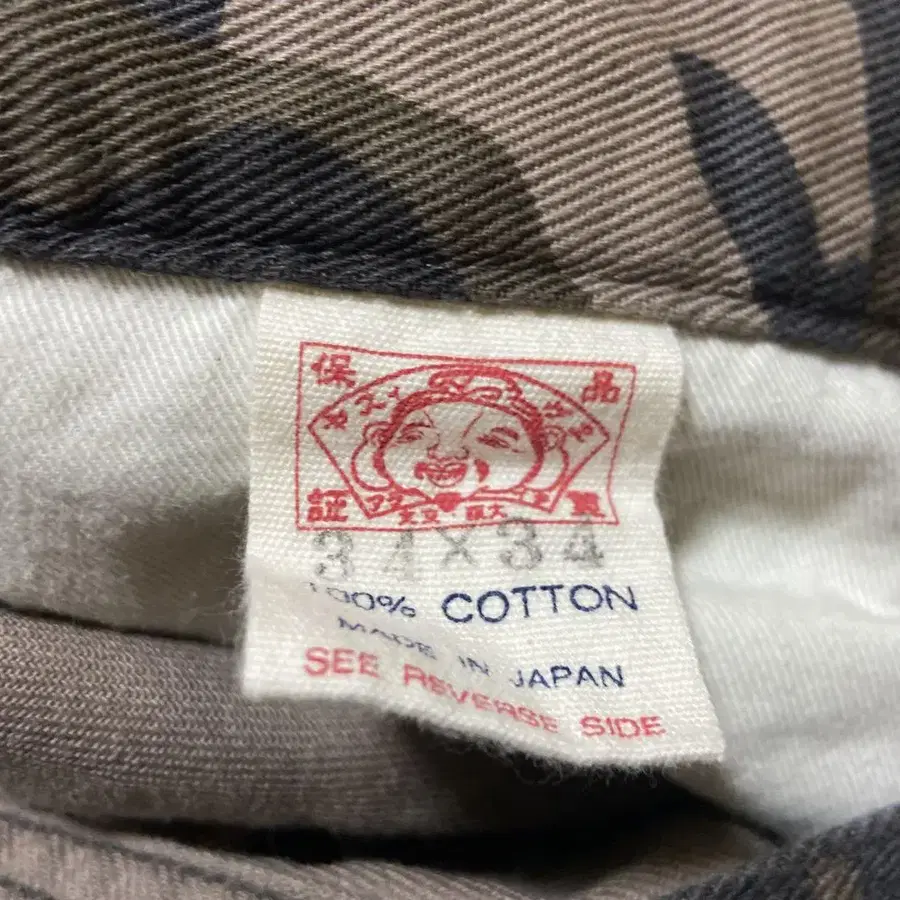 保 品
証 質
34×34
100% COTTON
MADE IN JAPAN
SEE REVERSE SIDE